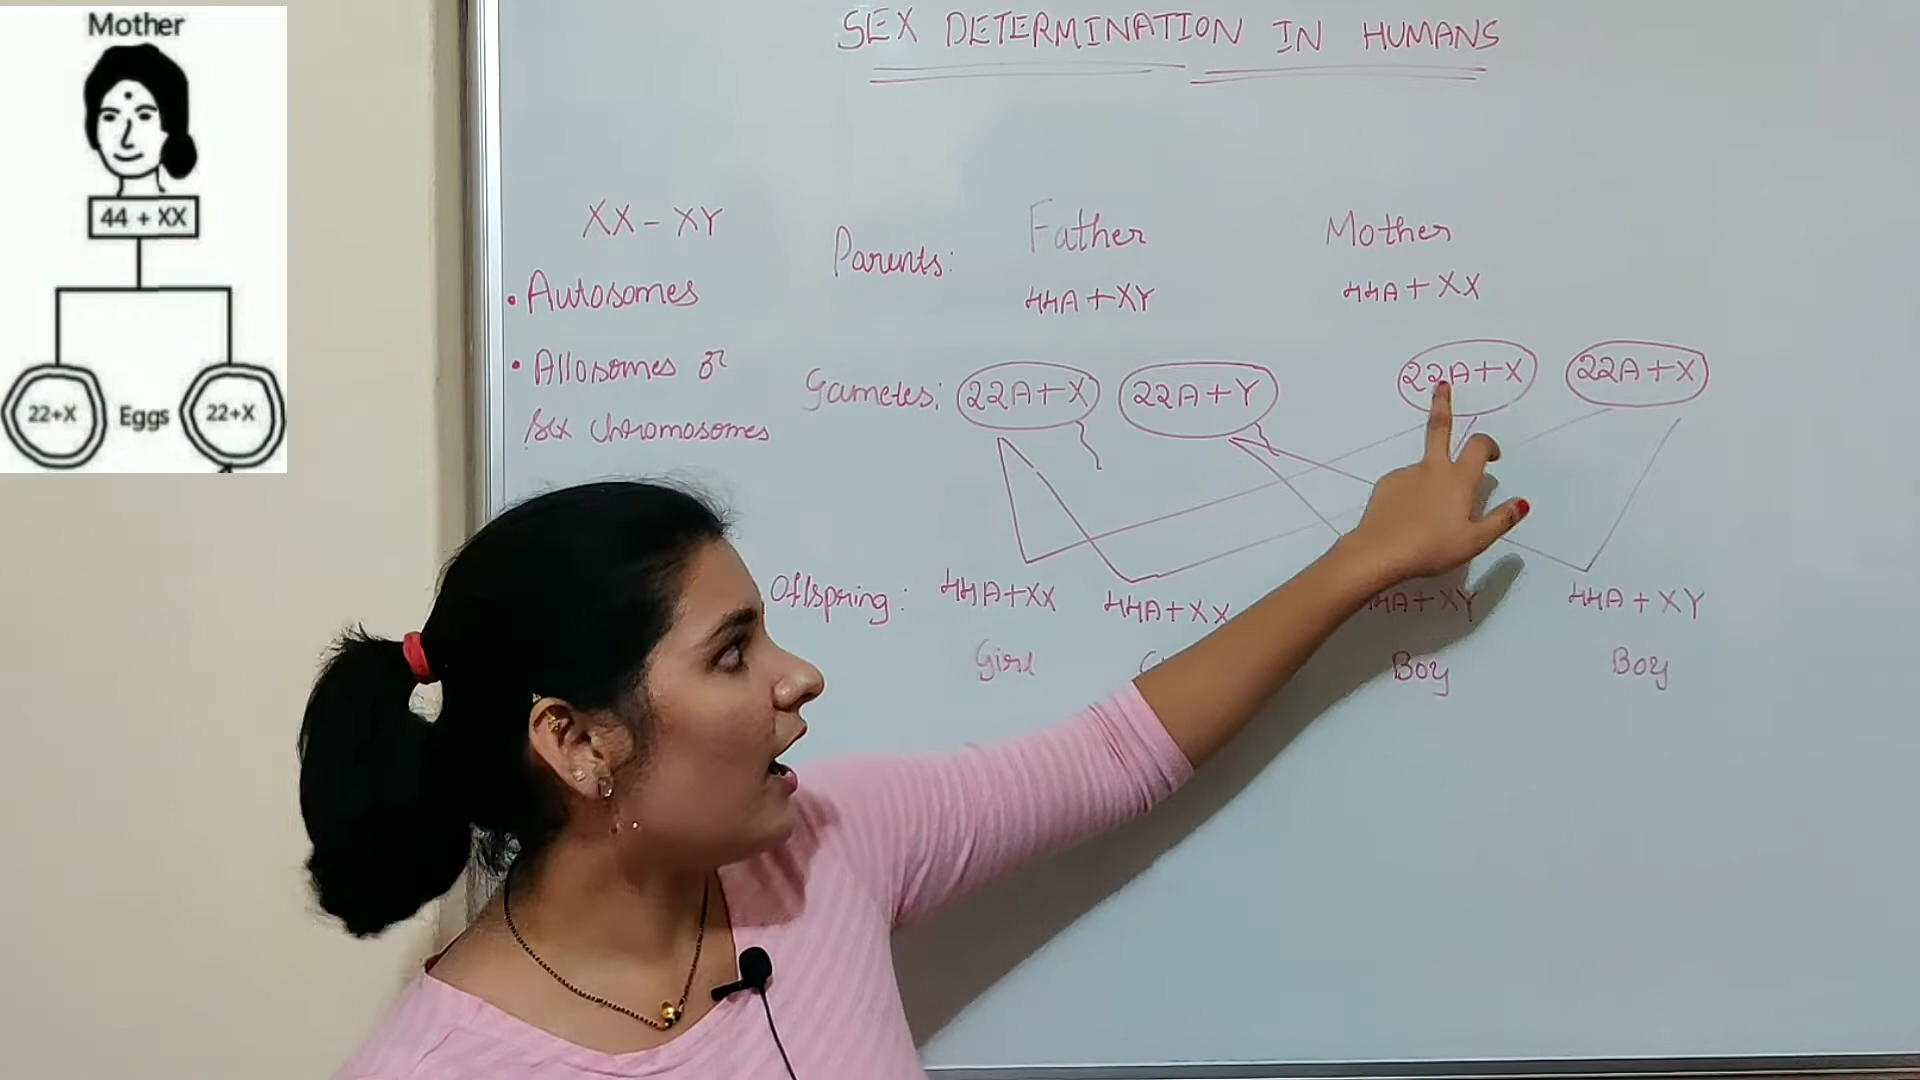 Mother
44 + XX
22+X
Eggs
22+X
SEX DETERMINATION IN HUMANS
XX - XY
• Autosomes
• Allosomes or
sex chromosomes
Parents:
Father
44A+XY
Mother
44A+XX
Gametes:
22A+X
22A+Y
22A+X
22A+X
Offspring:
44A+XX
44A+XX
A+XY
44A+XY
Girl
Boy
Boy